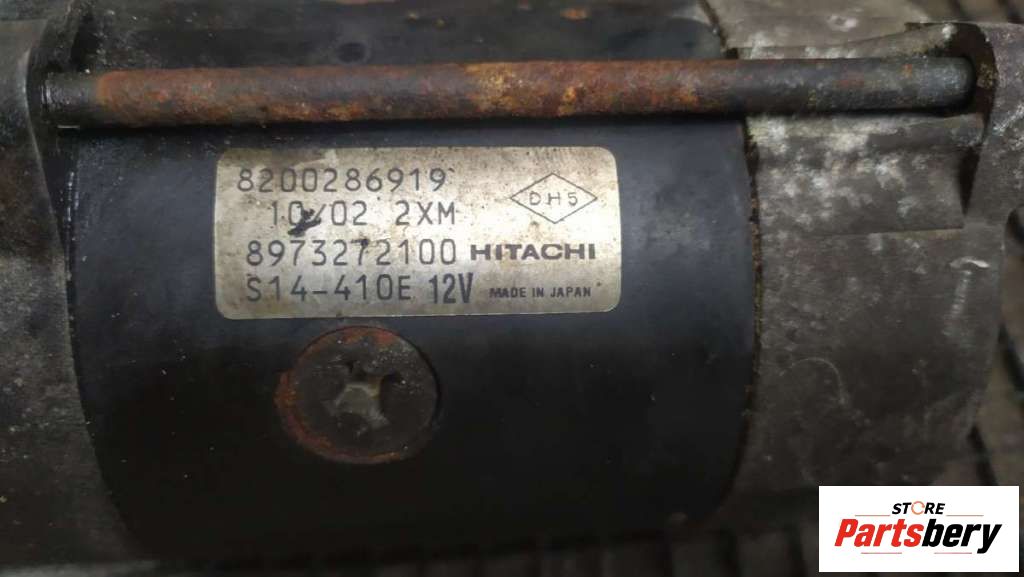 8200286919
DH5
10/02 2XM
8973272100 HITACHI
S14-410E 12V MADE IN JAPAN
STORE
Partsbery